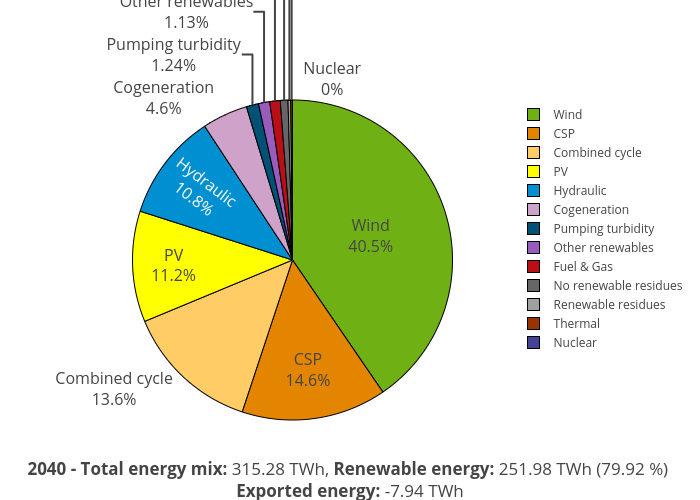 Other renewables
1.13%
Pumping turbidity
1.24%
Cogeneration
4.6%
Nuclear
0%
Hydraulic
10.8%
Wind
40.5%
PV
11.2%
CSP
14.6%
Combined cycle
13.6%
Wind
CSP
Combined cycle
PV
Hydraulic
Cogeneration
Pumping turbidity
Other renewables
Fuel & Gas
No renewable residues
Renewable residues
Thermal
Nuclear
2040 - Total energy mix: 315.28 TWh, Renewable energy: 251.98 TWh (79.92 %)
Exported energy: -7.94 TWh